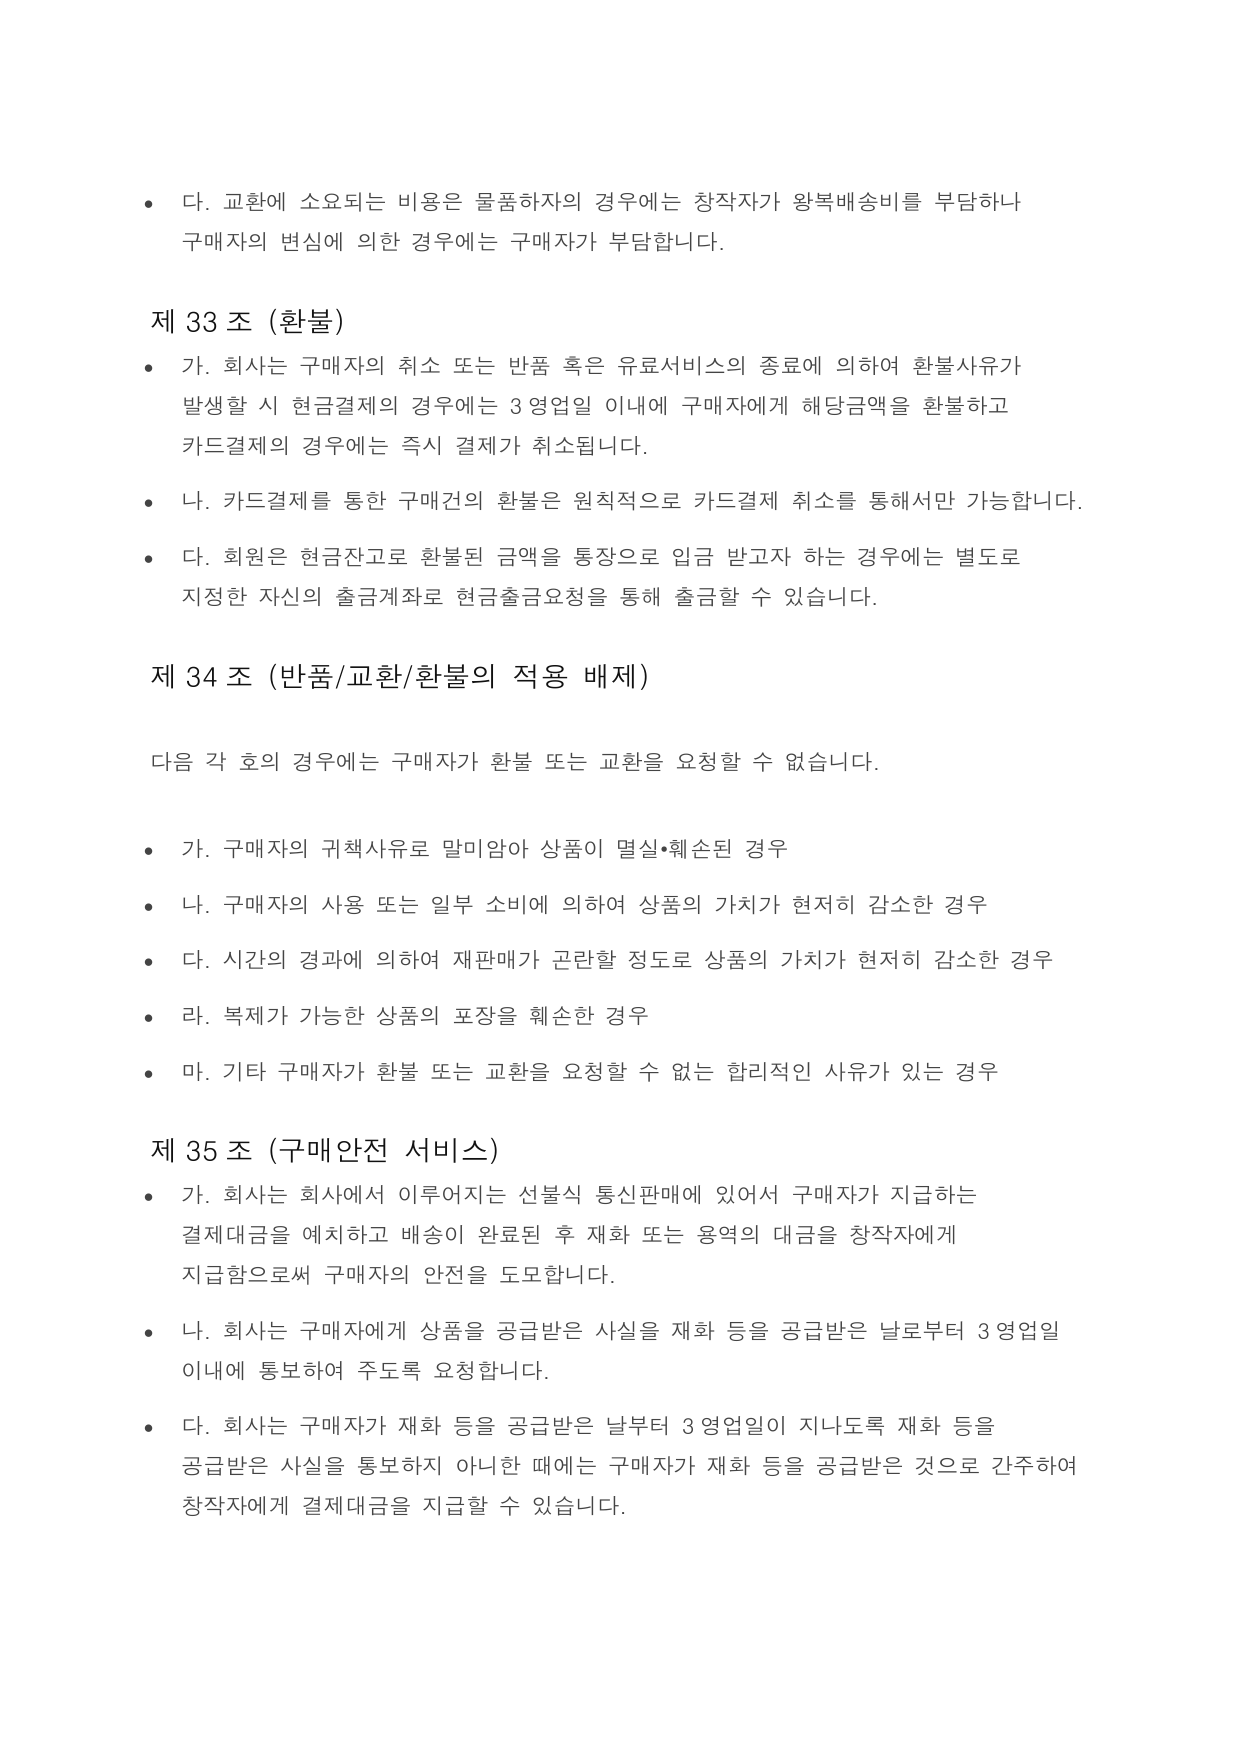 • 다. 교환에 소요되는 비용은 물품하자의 경우에는 창작자가 왕복배송비를 부담하나
구매자의 변심에 의한 경우에는 구매자가 부담합니다.
제 33 조 (환불)
• 가. 회사는 구매자의 취소 또는 반품 혹은 유료서비스의 종료에 의하여 환불사유가
발생할 시 현금결제의 경우에는 3 영업일 이내에 구매자에게 해당금액을 환불하고
카드결제의 경우에는 즉시 결제가 취소됩니다.
• 나. 카드결제를 통한 구매건의 환불은 원칙적으로 카드결제 취소를 통해서만 가능합니다.
• 다. 회원은 현금잔고로 환불된 금액을 통장으로 입금 받고자 하는 경우에는 별도로
지정한 자신의 출금계좌로 현금출금요청을 통해 출금할 수 있습니다.
제 34 조 (반품/교환/환불의 적용 배제)
다음 각 호의 경우에는 구매자가 환불 또는 교환을 요청할 수 없습니다.
• 가. 구매자의 귀책사유로 말미암아 상품이 멸실•훼손된 경우
• 나. 구매자의 사용 또는 일부 소비에 의하여 상품의 가치가 현저히 감소한 경우
• 다. 시간의 경과에 의하여 재판매가 곤란할 정도로 상품의 가치가 현저히 감소한 경우
• 라. 복제가 가능한 상품의 포장을 훼손한 경우
• 마. 기타 구매자가 환불 또는 교환을 요청할 수 없는 합리적인 사유가 있는 경우
제 35 조 (구매안전 서비스)
• 가. 회사는 회사에서 이루어지는 선불식 통신판매에 있어서 구매자가 지급하는
결제대금을 예치하고 배송이 완료된 후 재화 또는 용역의 대금을 창작자에게
지급함으로써 구매자의 안전을 도모합니다.
• 나. 회사는 구매자에게 상품을 공급받은 사실을 재화 등을 공급받은 날로부터 3 영업일
이내에 통보하여 주도록 요청합니다.
• 다. 회사는 구매자가 재화 등을 공급받은 날부터 3 영업일이 지나도록 재화 등을
공급받은 사실을 통보하지 아니한 때에는 구매자가 재화 등을 공급받은 것으로 간주하여
창작자에게 결제대금을 지급할 수 있습니다.